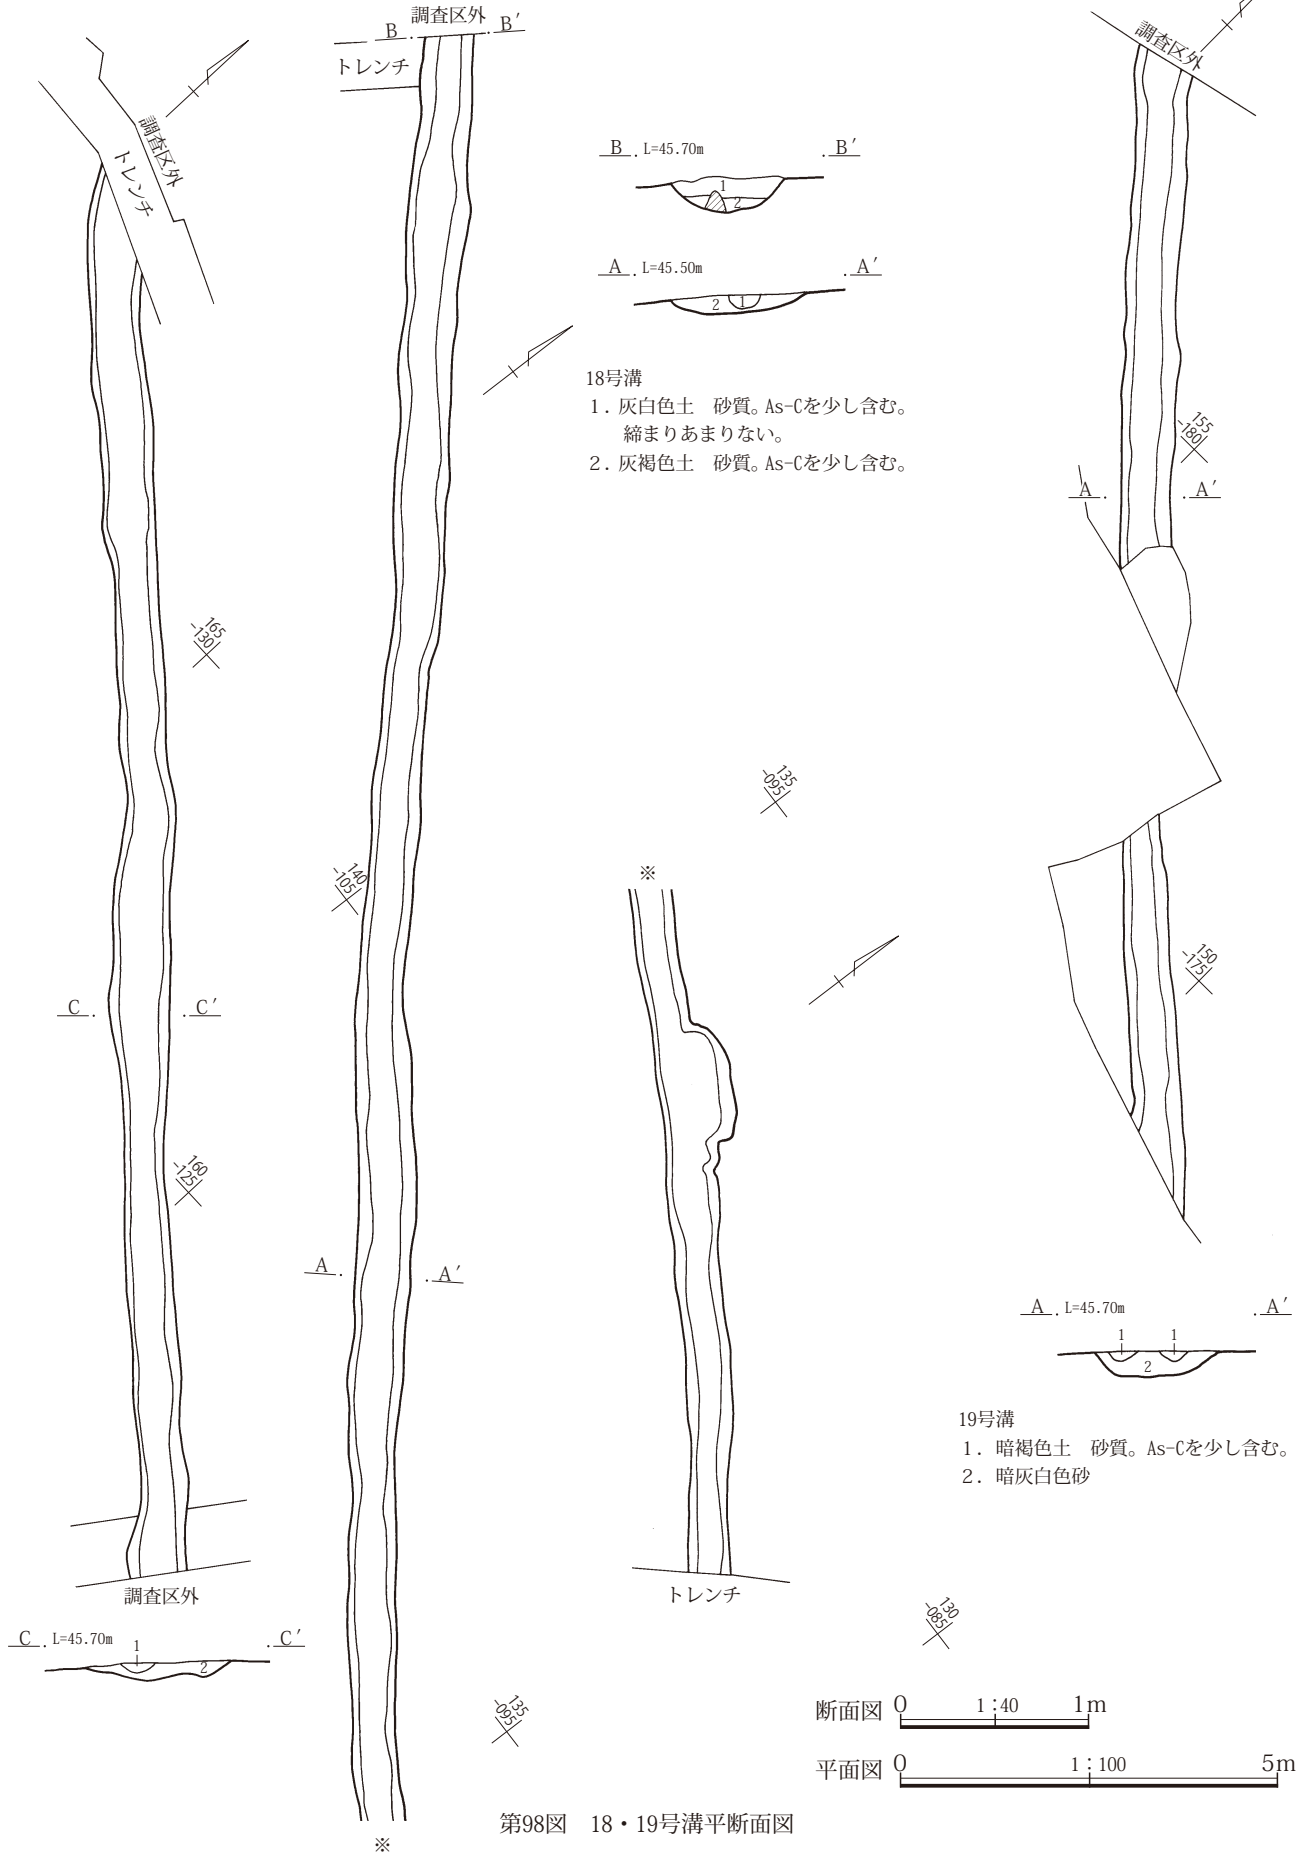 調査区外
トレンチ
165
-130
C . . C′
160
-125
調査区外
C . L=45.70m . C′
1
2
調査区外
B . . B′
トレンチ
140
-105
A . . A′
135
-095
※
B . L=45.70m . B′
1
2
A . L=45.50m . A′
2 1
18号溝
1. 灰白色土　砂質。As-Cを少し含む。
締まりあまりない。
2. 灰褐色土　砂質。As-Cを少し含む。
135
-095
※
トレンチ
130
-085
調査区外
155
-180
A . . A′
150
-175
A . L=45.70m . A′
1 1
2
19号溝
1. 暗褐色土　砂質。As-Cを少し含む。
2. 暗灰白色砂
断面図 0 1:40 1m
平面図 0 1:100 5m
第98図　18・19号溝平断面図